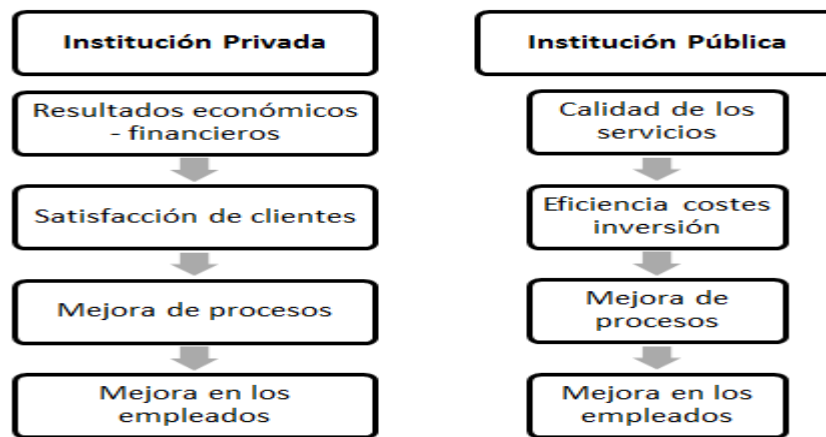 Institución Privada
Resultados económicos
- financieros
Satisfacción de clientes
Mejora de procesos
Mejora en los
empleados
Institución Pública
Calidad de los
servicios
Eficiencia costes
inversión
Mejora de
procesos
Mejora en los
empleados